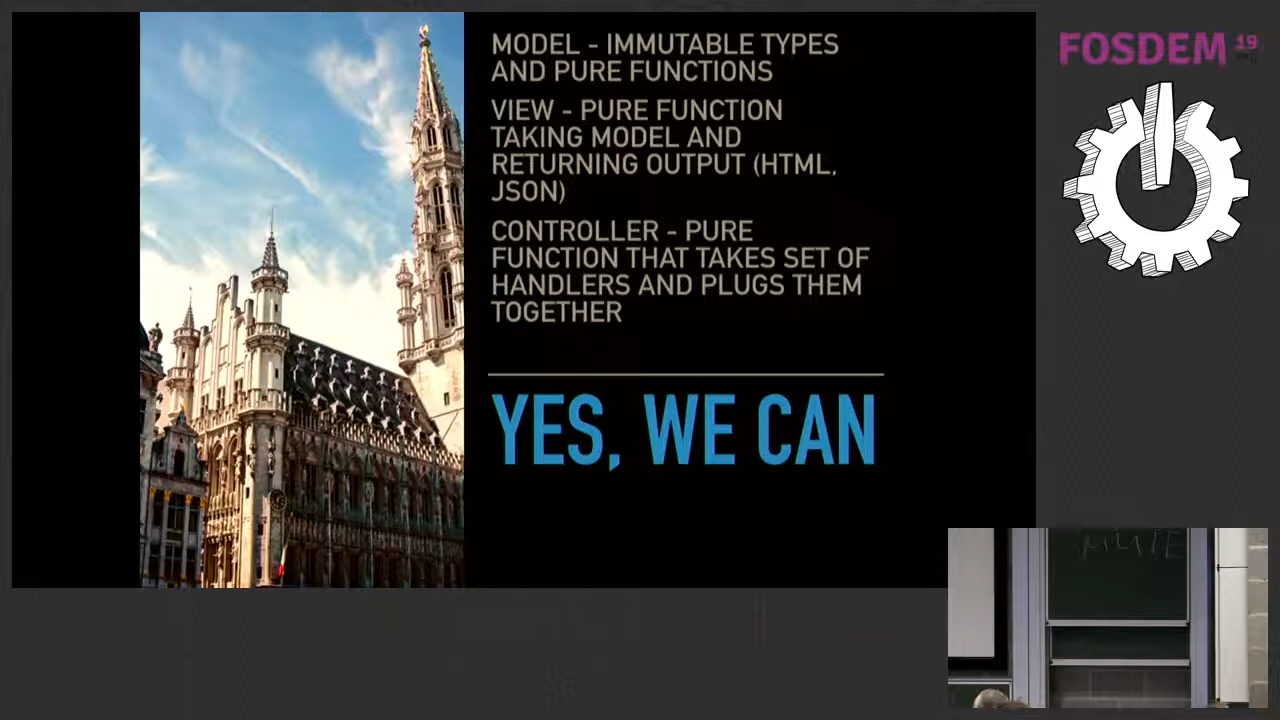 MODEL - IMMUTABLE TYPES
AND PURE FUNCTIONS
VIEW - PURE FUNCTION
TAKING MODEL AND
RETURNING OUTPUT (HTML,
JSON)
CONTROLLER - PURE
FUNCTION THAT TAKES SET OF
HANDLERS AND PLUGS THEM
TOGETHER
YES, WE CAN
FOSDEM 19
MUTE